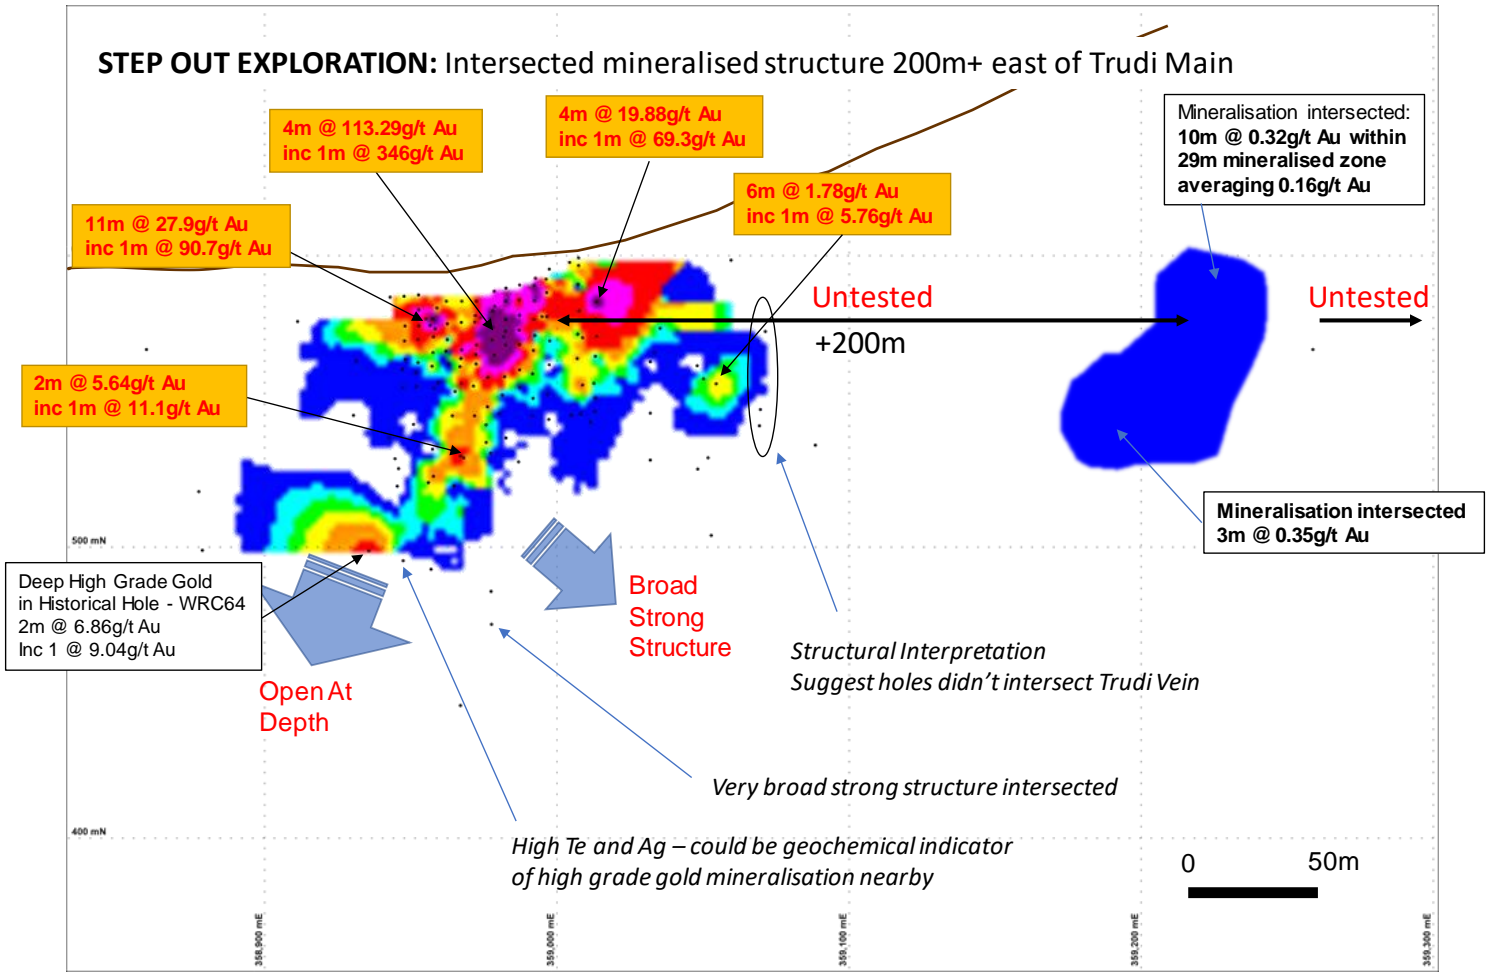 STEP OUT EXPLORATION: Intersected mineralised structure 200m+ east of Trudi Main
4m @ 113.29g/t Au
inc 1m @ 346g/t Au
4m @ 19.88g/t Au
inc 1m @ 69.3g/t Au
Mineralisation intersected:
10m @ 0.32g/t Au within
29m mineralised zone
averaging 0.16g/t Au
6m @ 1.78g/t Au
inc 1m @ 5.76g/t Au
11m @ 27.9g/t Au
inc 1m @ 90.7g/t Au
Untested
+200m
Untested
2m @ 5.64g/t Au
inc 1m @ 11.1g/t Au
Mineralisation intersected
3m @ 0.35g/t Au
500 mN
Deep High Grade Gold
in Historical Hole - WRC64
2m @ 6.86g/t Au
Inc 1 @ 9.04g/t Au
Broad
Strong
Structure
Structural Interpretation
Suggest holes didn't intersect Trudi Vein
Open At
Depth
Very broad strong structure intersected
400 mN
High Te and Ag – could be geochemical indicator
of high grade gold mineralisation nearby
0
50m
358,900 mE
359,000 mE
359,100 mE
359,200 mE
359,300 mE